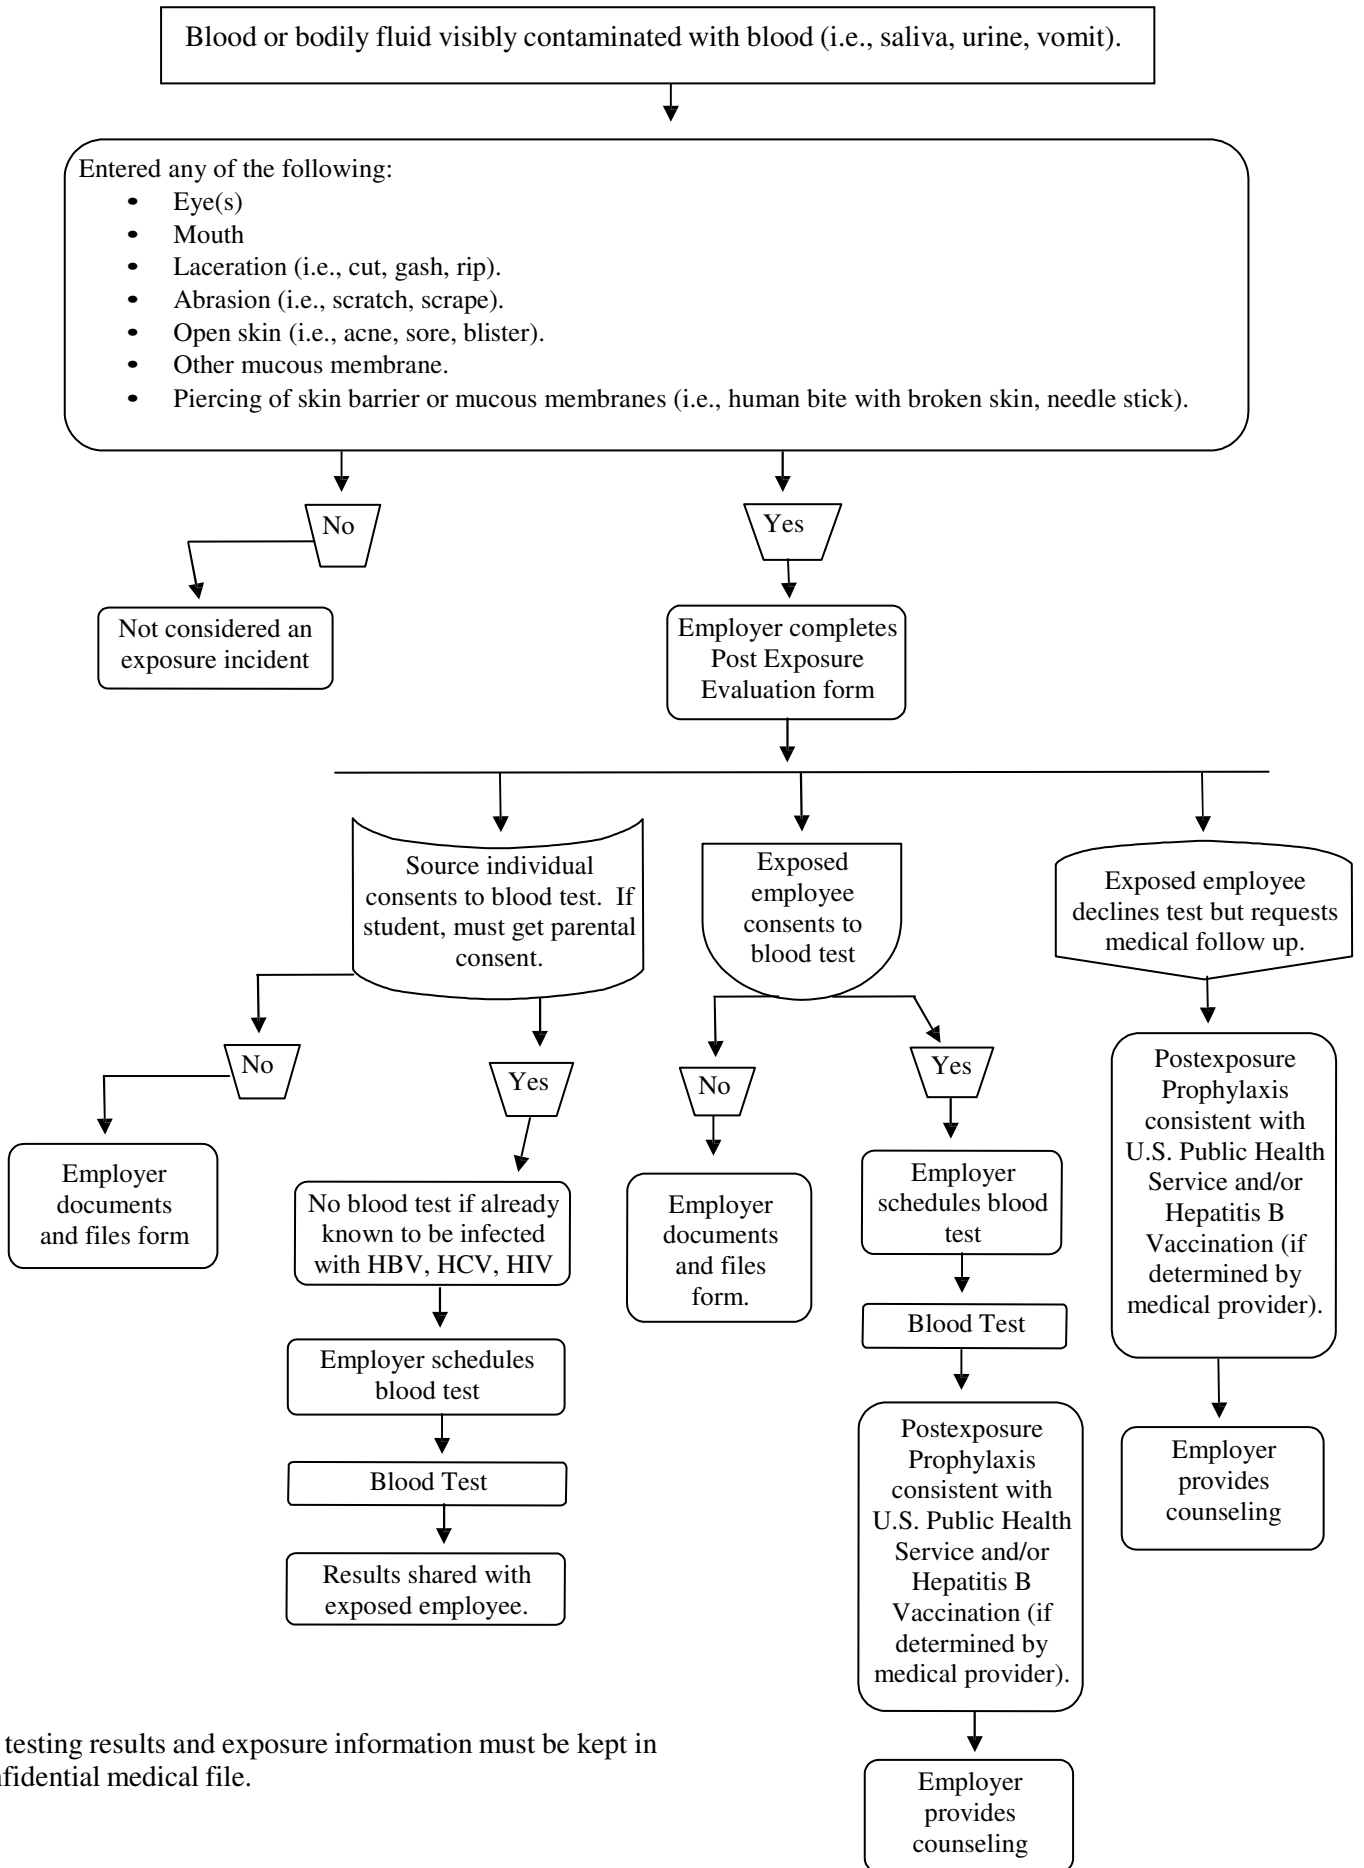 Blood or bodily fluid visibly contaminated with blood (i.e., saliva, urine, vomit).
Entered any of the following:
• Eye(s)
• Mouth
• Laceration (i.e., cut, gash, rip).
• Abrasion (i.e., scratch, scrape).
• Open skin (i.e., acne, sore, blister).
• Other mucous membrane.
• Piercing of skin barrier or mucous membranes (i.e., human bite with broken skin, needle stick).
No
Yes
Not considered an
exposure incident
Employer completes
Post Exposure
Evaluation form
Source individual
consents to blood test. If
student, must get parental
consent.
Exposed
employee
consents to
blood test
Exposed employee
declines test but requests
medical follow up.
No
Yes
No
Yes
Employer
documents
and files form
No blood test if already
known to be infected
with HBV, HCV, HIV
Employer schedules
blood test
Blood Test
Results shared with
exposed employee.
Employer
documents
and files
form.
Employer
schedules blood
test
Blood Test
Postexposure
Prophylaxis
consistent with
U.S. Public Health
Service and/or
Hepatitis B
Vaccination (if
determined by
medical provider).
Employer
provides
counseling
Postexposure
Prophylaxis
consistent with
U.S. Public Health
Service and/or
Hepatitis B
Vaccination (if
determined by
medical provider).
Employer
provides
counseling
testing results and exposure information must be kept in
nfidential medical file.